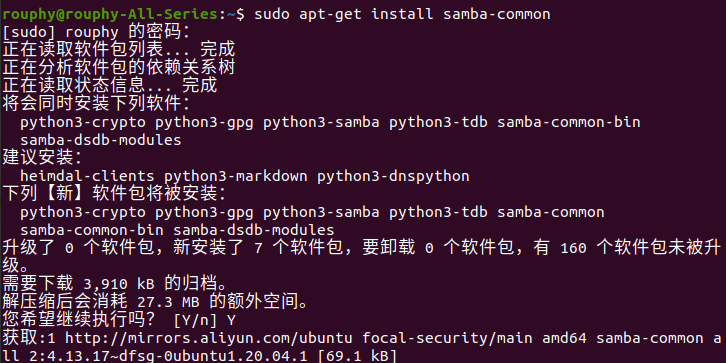 rouphy@rouphy-All-Series:~$ sudo apt-get install samba-common
[sudo] rouphy 的密码：
正在读取软件包列表... 完成
正在分析软件包的依赖关系树
正在读取状态信息... 完成
将会同时安装下列软件：
python3-crypto python3-gpg python3-samba python3-tdb samba-common-bin
samba-dsdb-modules
建议安装：
heimdal-clients python3-markdown python3-dnspython
下列【新】软件包将被安装：
python3-crypto python3-gpg python3-samba python3-tdb samba-common
samba-common-bin samba-dsdb-modules
升级了 0 个软件包，新安装了 7 个软件包，要卸载 0 个软件包，有 160 个软件包未被升
级。
需要下载 3,910 kB 的归档。
解压缩后会消耗 27.3 MB 的额外空间。
您希望继续执行吗？ [Y/n] Y
获取:1 http://mirrors.aliyun.com/ubuntu focal-security/main amd64 samba-common a
ll 2:4.13.17~dfsg-0ubuntu1.20.04.1 [69.1 kB]